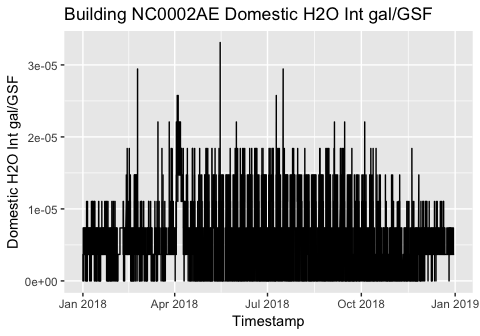 Building NC0002AE Domestic H2O Int gal/GSF
Domestic H2O Int gal/GSF
3e-05
2e-05
1e-05
0e+00
Jan 2018 Apr 2018 Jul 2018 Oct 2018 Jan 2019
Timestamp